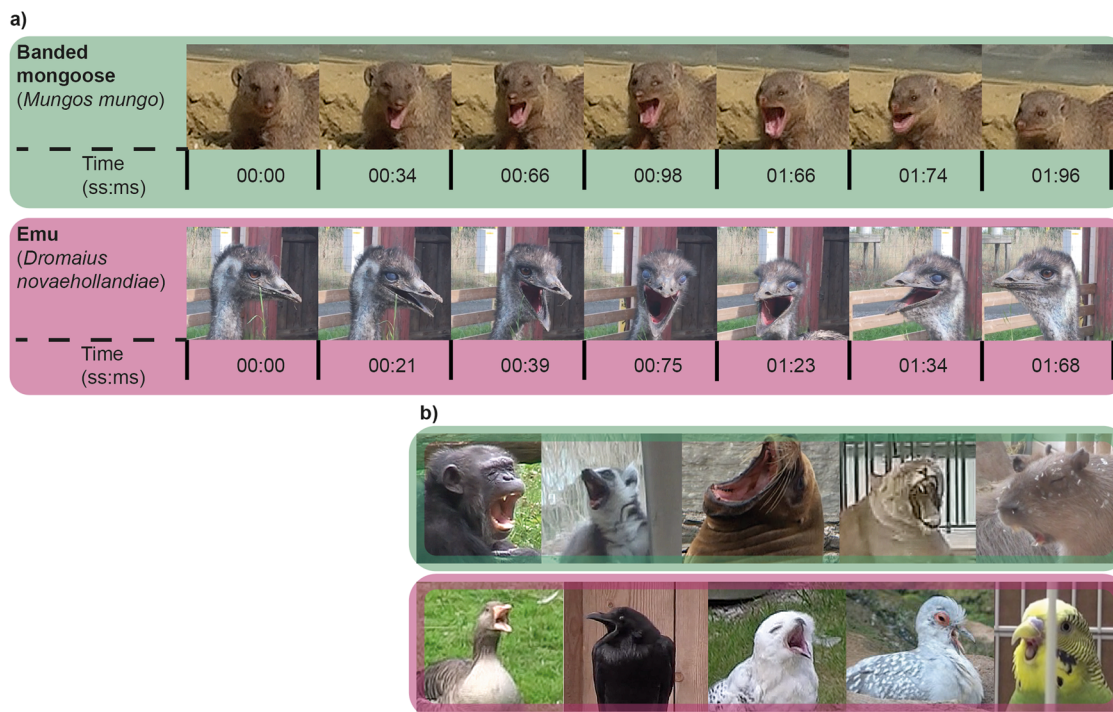 a)
Banded
mongoose
(Mungos mungo)
Time
(ss:ms)
00:00 00:34 00:66 00:98 01:66 01:74 01:96
Emu
(Dromaius
novaehollandiae)
Time
(ss:ms)
00:00 00:21 00:39 00:75 01:23 01:34 01:68
b)